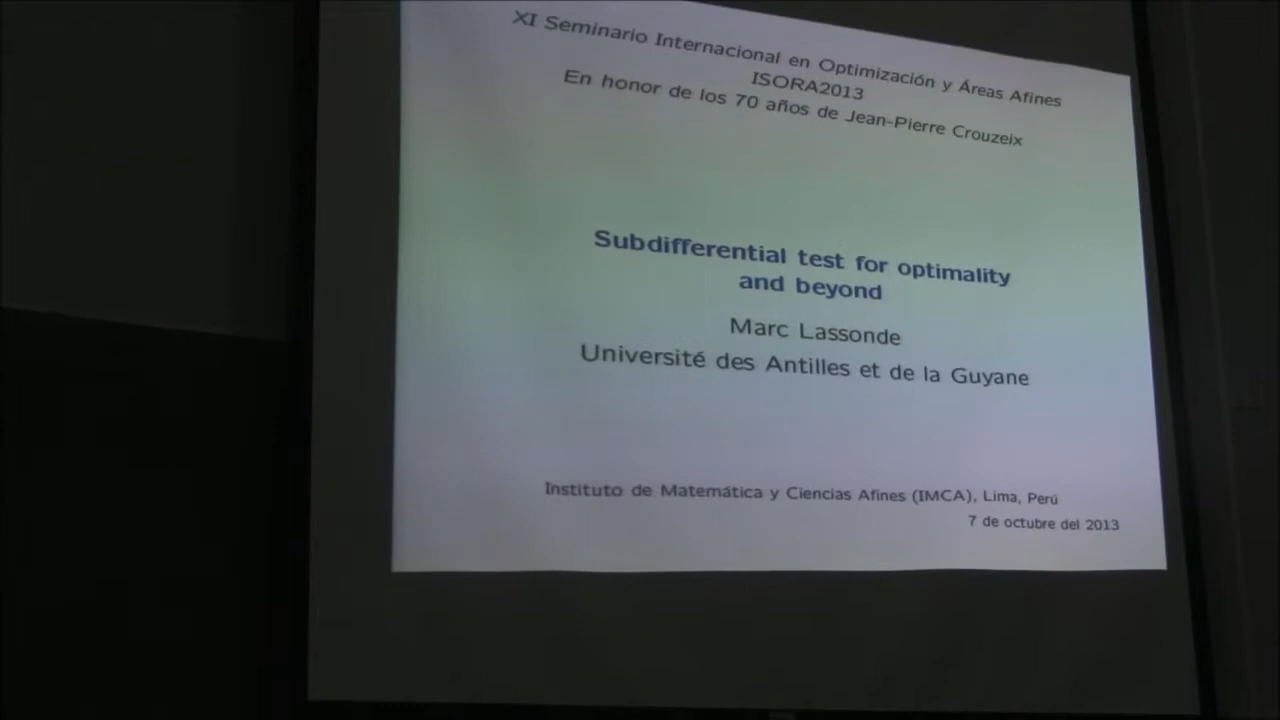 XI Seminario Internacional en Optimización y Áreas Afines
ISORA2013
En honor de los 70 años de Jean-Pierre Crouzeix
Subdifferential test for optimality
and beyond
Marc Lassonde
Université des Antilles et de la Guyane
Instituto de Matemática y Ciencias Afines (IMCA), Lima, Perú
7 de octubre del 2013